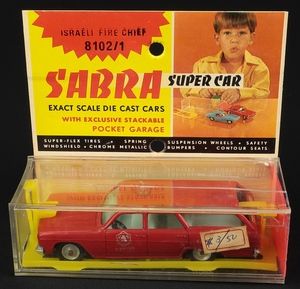 ISRAELI FIRE CHIEF
8102/1
SABRA SUPER CAR
EXACT SCALE DIE CAST CARS
WITH EXCLUSIVE STACKABLE
POCKET GARAGE
SUPER-FLEX TIRES • SPRING SUSPENSION WHEELS • SAFETY
WINDSHIELD • CHROME METALLIC BUMPERS • CONTOUR SEATS